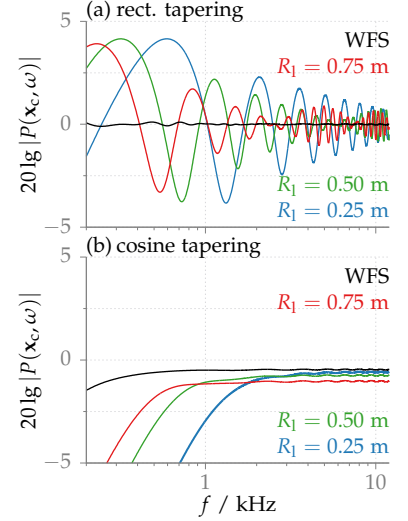 (a) rect. tapering
5
WFS
R_l = 0.75 m
0
20 lg |P(x_c, ω)|
R_l = 0.50 m
R_l = 0.25 m
−5
(b) cosine tapering
5
WFS
R_l = 0.75 m
0
20 lg |P(x_c, ω)|
R_l = 0.50 m
R_l = 0.25 m
−5
1
10
f / kHz